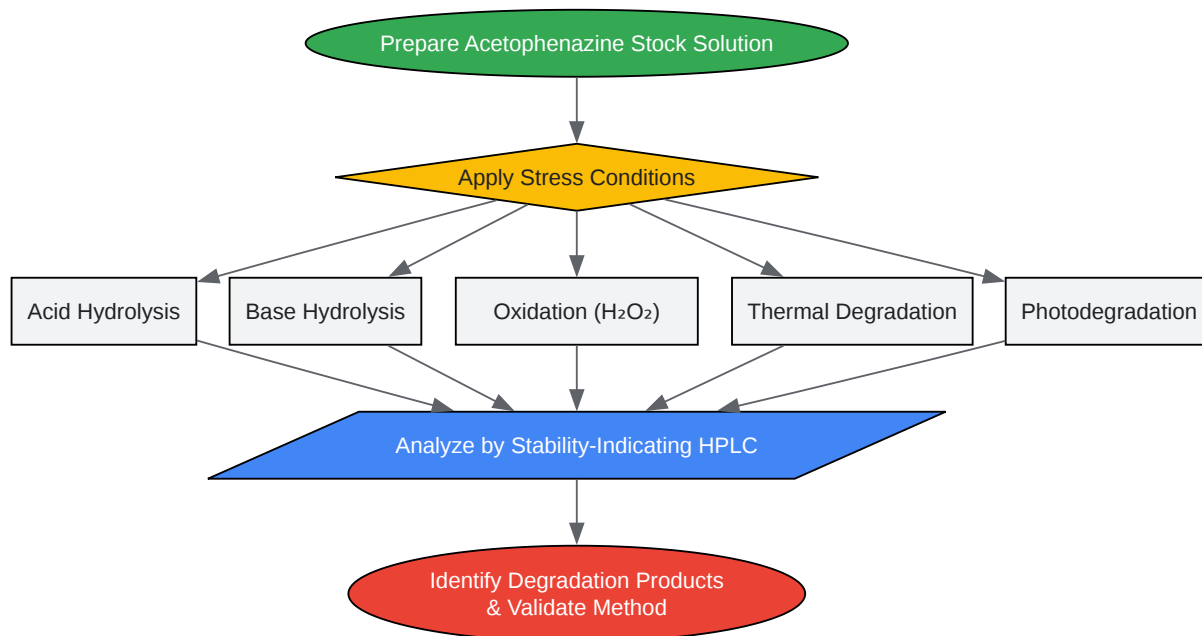 Prepare Acetophenazine Stock Solution
Apply Stress Conditions
Acid Hydrolysis
Base Hydrolysis
Oxidation (H₂O₂)
Thermal Degradation
Photodegradation
Analyze by Stability-Indicating HPLC
Identify Degradation Products
& Validate Method